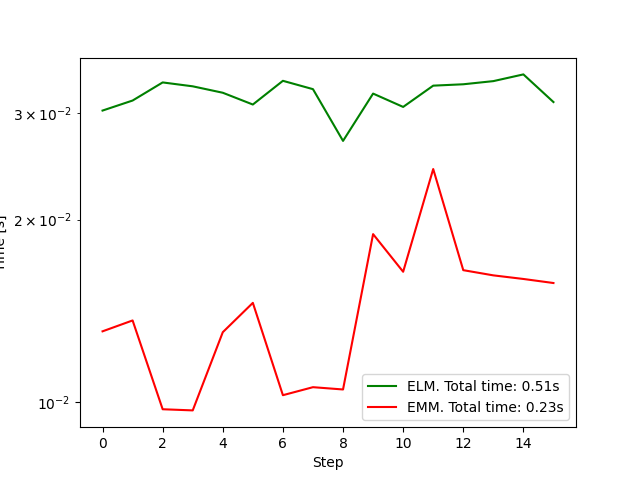 3 × 10⁻²
2 × 10⁻²
10⁻²
Time [s]
0 2 4 6 8 10 12 14
Step
ELM. Total time: 0.51s
EMM. Total time: 0.23s